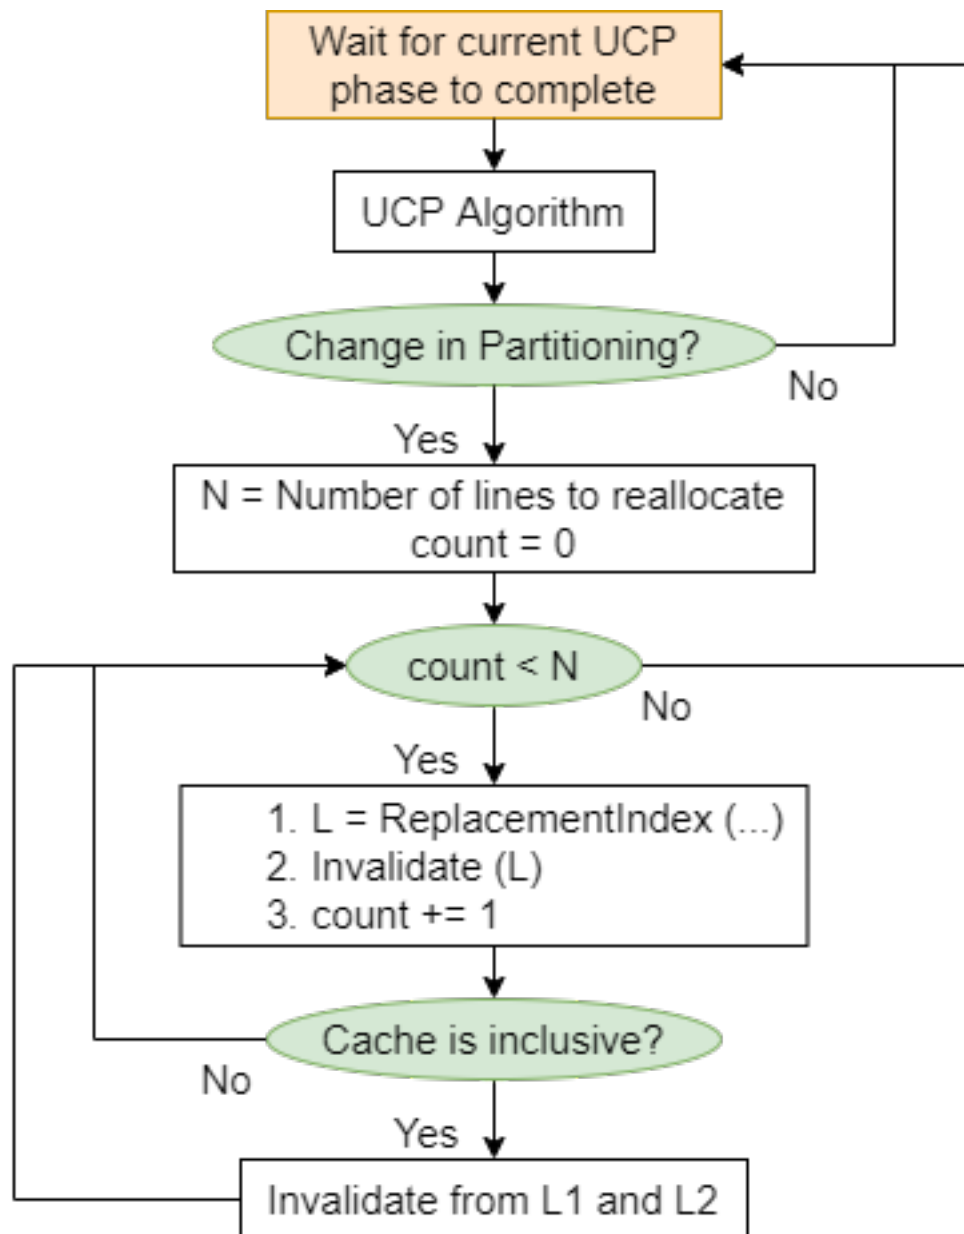 Wait for current UCP
phase to complete
UCP Algorithm
Change in Partitioning?
No
Yes
N = Number of lines to reallocate
count = 0
count < N
No
Yes
1. L = ReplacementIndex (...)
2. Invalidate (L)
3. count += 1
Cache is inclusive?
No
Yes
Invalidate from L1 and L2